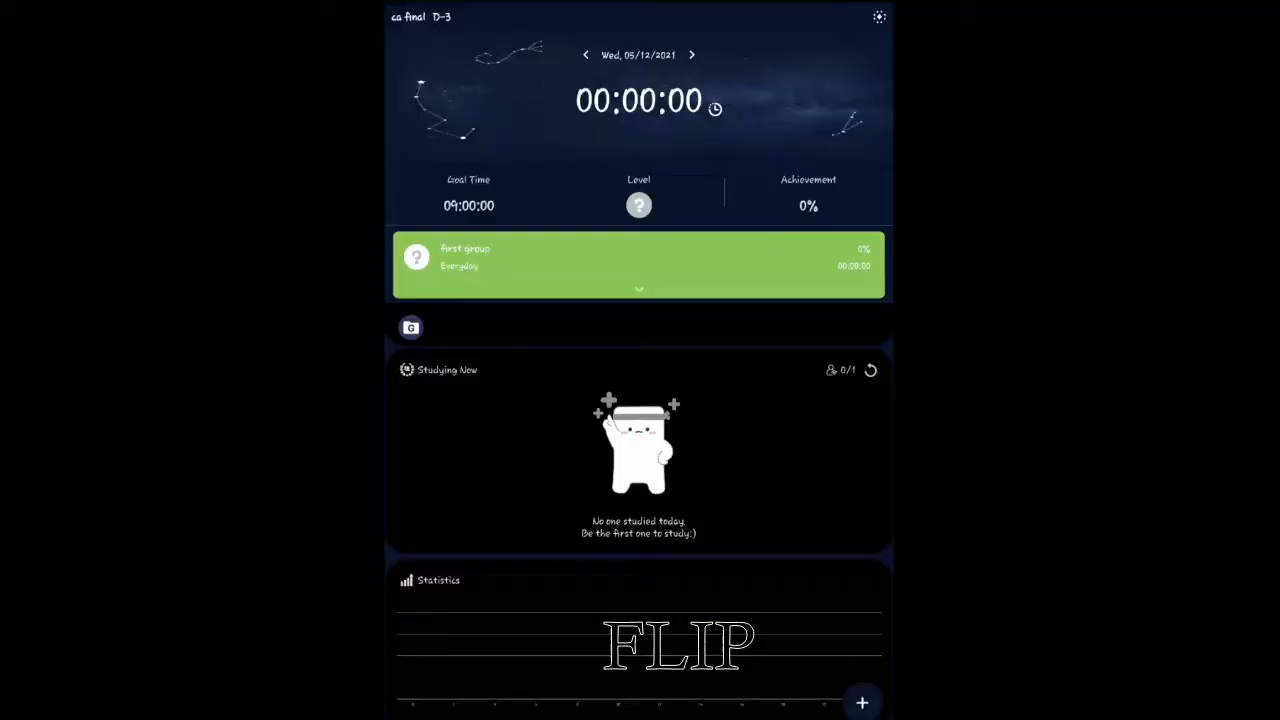 ca final D-3
Wed, 05/12/2021
00:00:00
Goal Time Level Achievement
09:00:00 ? 0%
? first group 0%
Everyday 00:00:00
G
Studying Now 0/1
No one studied today.
Be the first one to study:)
Statistics
FLIP
+